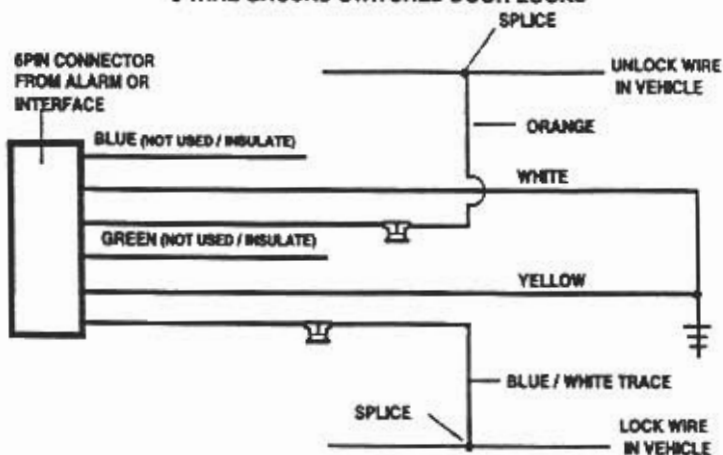 SPLICE
6PIN CONNECTOR
FROM ALARM OR
INTERFACE
UNLOCK WIRE
IN VEHICLE
ORANGE
BLUE (NOT USED / INSULATE)
WHITE
GREEN (NOT USED / INSULATE)
YELLOW
BLUE / WHITE TRACE
SPLICE
LOCK WIRE
IN VEHICLE